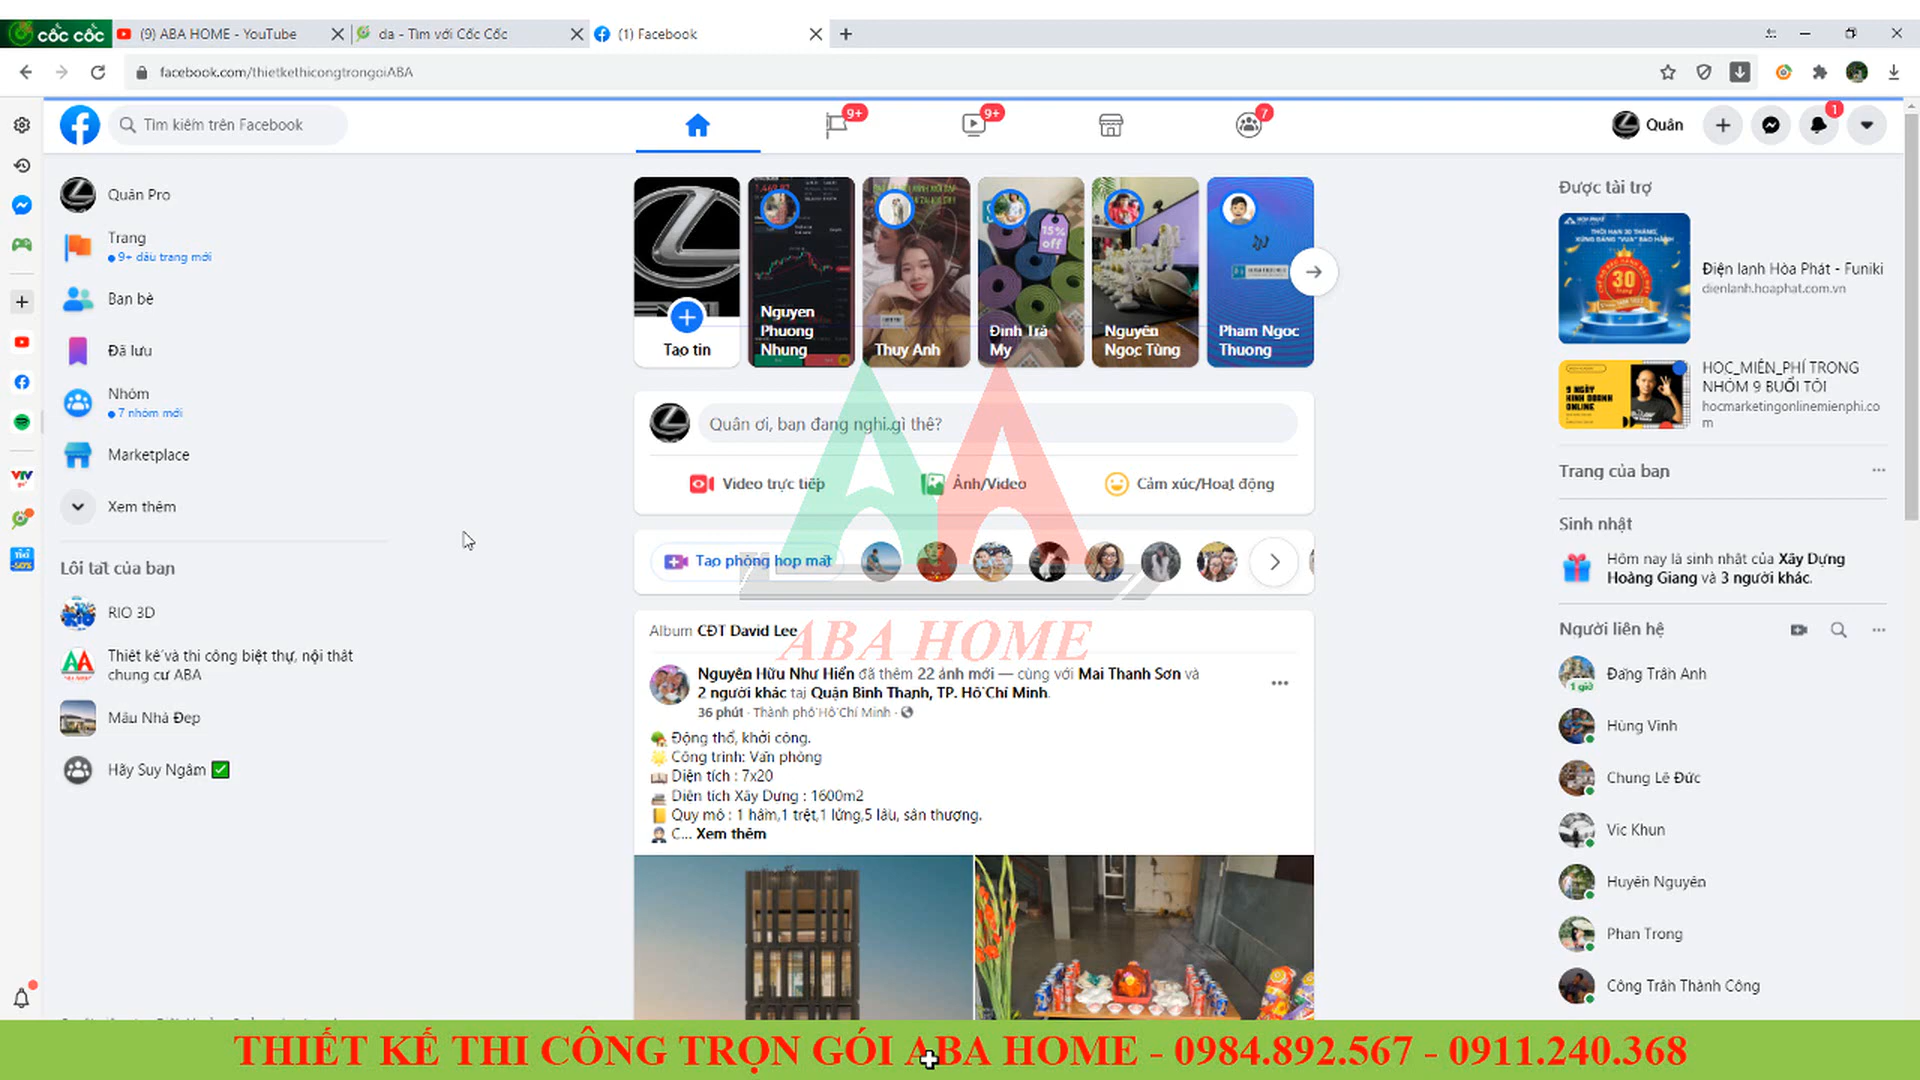 cốc cốc
(9) ABA HOME - YouTube
da - Tìm với Cốc Cốc
(1) Facebook
facebook.com/thietkethicongtrongoiABA
Tìm kiếm trên Facebook
9+
9+
7
Quân
1
Quân Pro
Trang
9+ dấu trang mới
Bạn bè
Đã lưu
Nhóm
7 nhóm mới
Marketplace
Xem thêm
Lối tắt của bạn
RIO 3D
Thiết kế và thi công biệt thự, nội thất
chung cư ABA
Mẫu Nhà Đẹp
Hãy Suy Ngẫm
Tạo tin
Nguyen
Phuong
Nhung
Thuy Anh
15%
off
Đinh Trà
My
Nguyễn
Ngọc Tùng
Pham Ngoc
Thuong
Quân ơi, bạn đang nghĩ gì thế?
Video trực tiếp
Ảnh/Video
Cảm xúc/Hoạt động
Tạo phòng họp mặt
ABA HOME
Album CĐT David Lee
Nguyễn Hữu Như Hiển đã thêm 22 ảnh mới — cùng với Mai Thanh Sơn và
2 người khác tại Quận Bình Thạnh, TP. Hồ Chí Minh.
36 phút · Thành phố Hồ Chí Minh ·
Động thổ, khởi công.
Công trình: Văn phòng
Diện tích : 7x20
Diện tích Xây Dựng : 1600m2
Quy mô : 1 hầm,1 trệt,1 lửng,5 lầu, sân thượng.
C... Xem thêm
Được tài trợ
30
Điện lạnh Hòa Phát - Funiki
dienlanh.hoaphat.com.vn
9 NGÀY
KINH DOANH
ONLINE
HOC_MIỄN_PHÍ TRONG
NHÓM 9 BUỔI TỐI
hocmarketingonlinemienphi.co
m
Trang của bạn
Sinh nhật
Hôm nay là sinh nhật của Xây Dựng
Hoàng Giang và 3 người khác.
Người liên hệ
1 giờ
Đặng Trần Anh
Hùng Vinh
Chung Lê Đức
Vic Khun
Huyền Nguyễn
Phan Trong
Công Trần Thành Công
THIẾT KẾ THI CÔNG TRỌN GÓI ABA HOME - 0984.892.567 - 0911.240.368